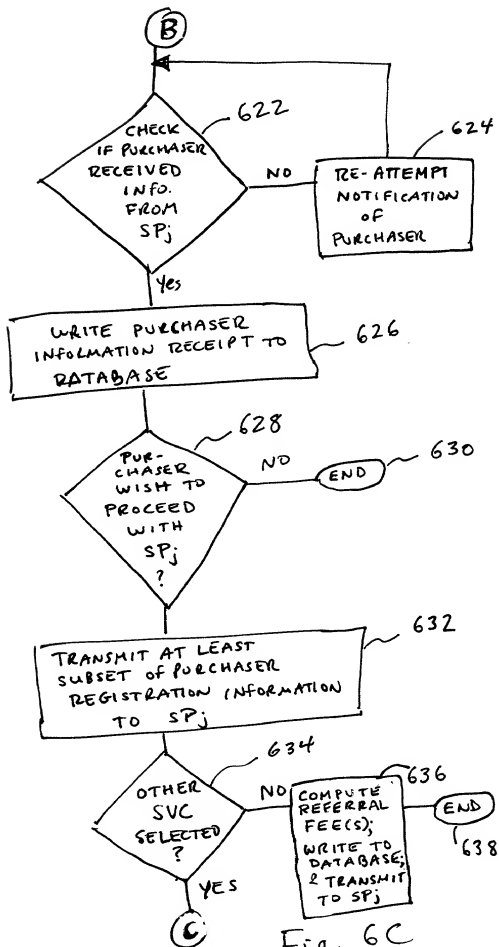 B
622
CHECK
IF PURCHASER
RECEIVED
INFO.
FROM
SPj
NO
624
RE-ATTEMPT
NOTIFICATION
OF
PURCHASER
Yes
WRITE PURCHASER
INFORMATION RECEIPT TO
DATABASE
626
628
PUR-
CHASER
WISH TO
PROCEED
WITH
SPj
?
NO
END
630
632
TRANSMIT AT LEAST
SUBSET OF PURCHASER
REGISTRATION INFORMATION
TO SPj
634
OTHER
SVC
SELECTED
?
NO
636
COMPUTE
REFERRAL
FEE(S);
WRITE TO
DATABASE;
& TRANSMIT
TO SPj
END
638
YES
C
Fig. 6C